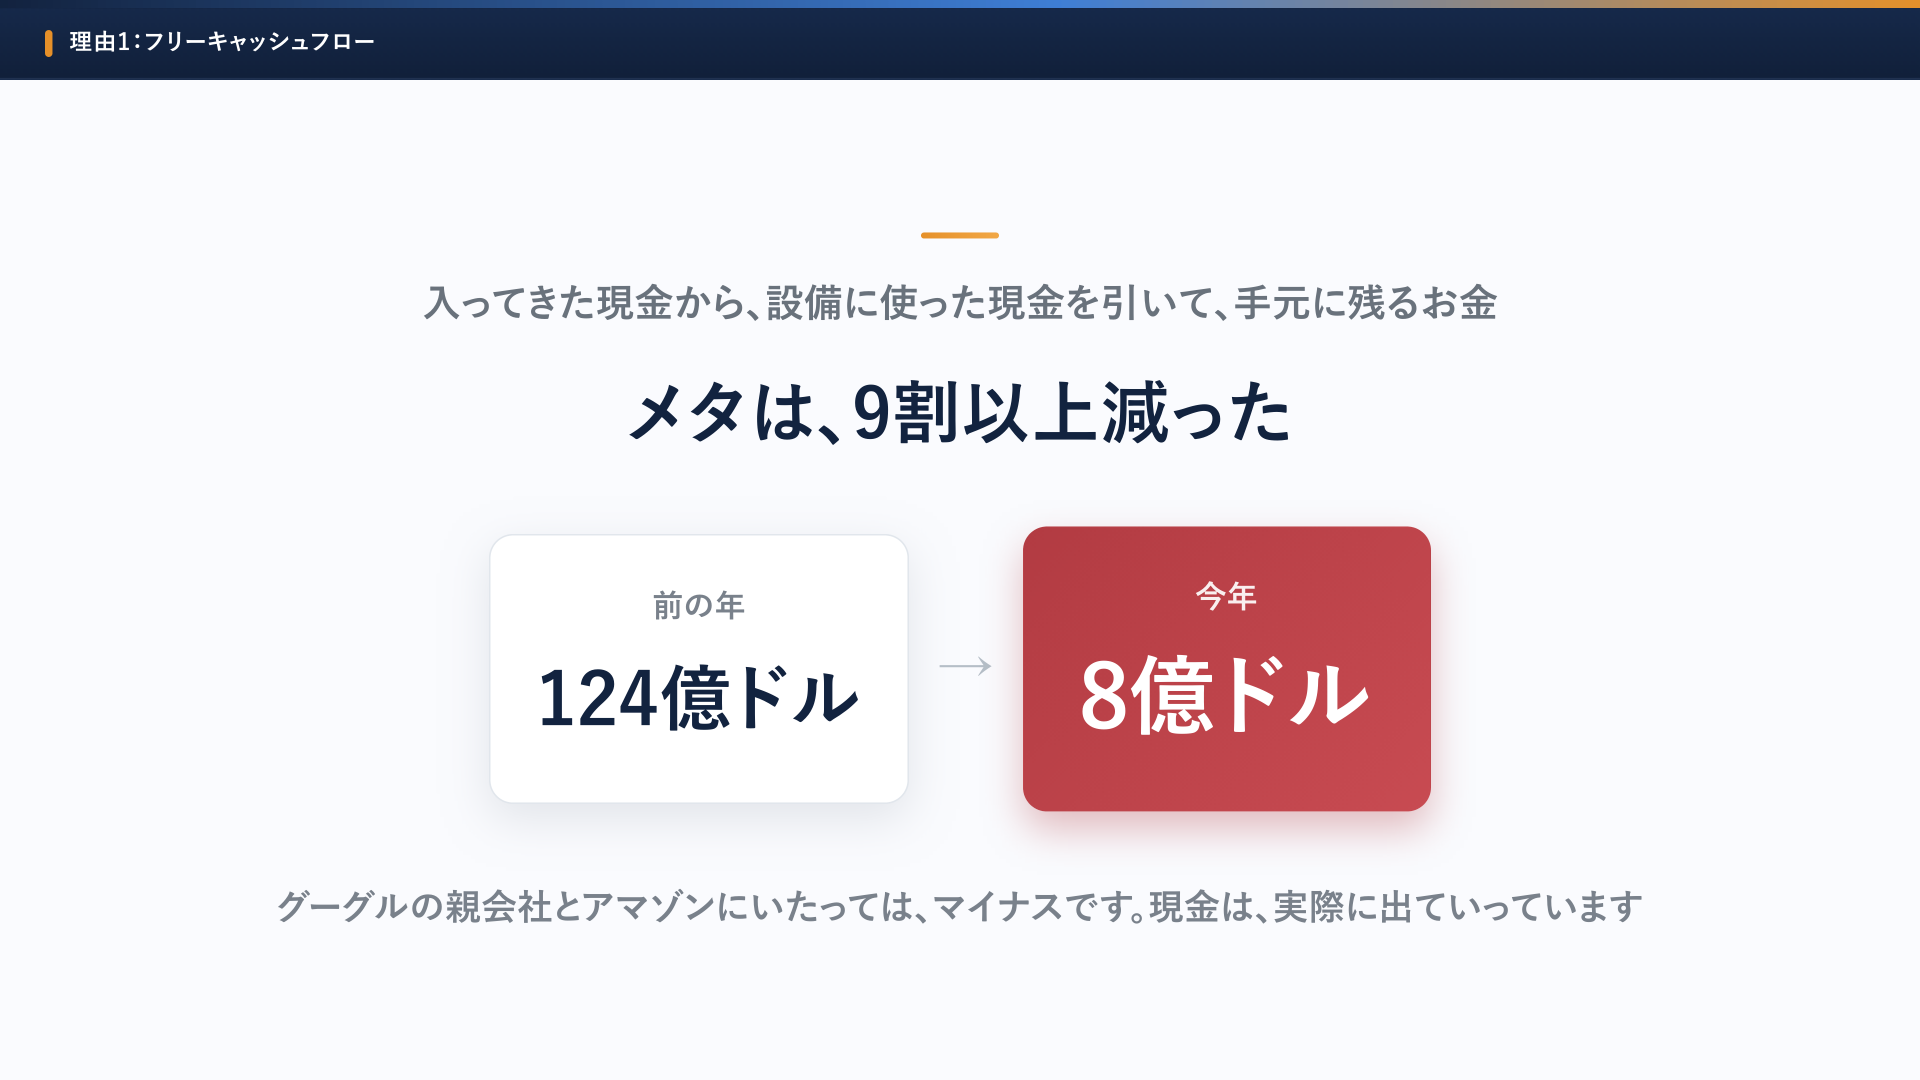 理由1：フリーキャッシュフロー
入ってきた現金から、設備に使った現金を引いて、手元に残るお金
メタは、9割以上減った
前の年
124億ドル
→
今年
8億ドル
グーグルの親会社とアマゾンにいたっては、マイナスです。現金は、実際に出ていっています